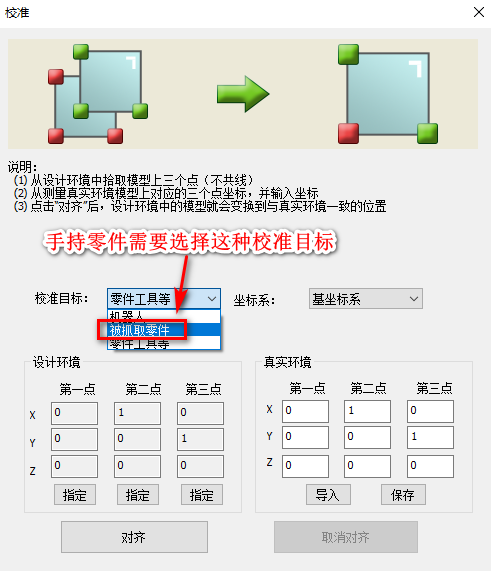 校准
说明：
(1) 从设计环境中拾取模型上三个点（不共线）
(2) 从测量真实环境模型上对应的三个点坐标，并输入坐标
(3) 点击"对齐"后，设计环境中的模型就会变换到与真实环境一致的位置
手持零件需要选择这种校准目标
校准目标： 零件工具等 坐标系： 基坐标系
机器人
被抓取零件
零件工具等
设计环境 真实环境
第一点 第二点 第三点 第一点 第二点 第三点
X 0 1 0 X 0 1 0
Y 0 0 1 Y 0 0 1
Z 0 0 0 Z 0 0 0
指定 指定 指定 导入 保存
对齐 取消对齐